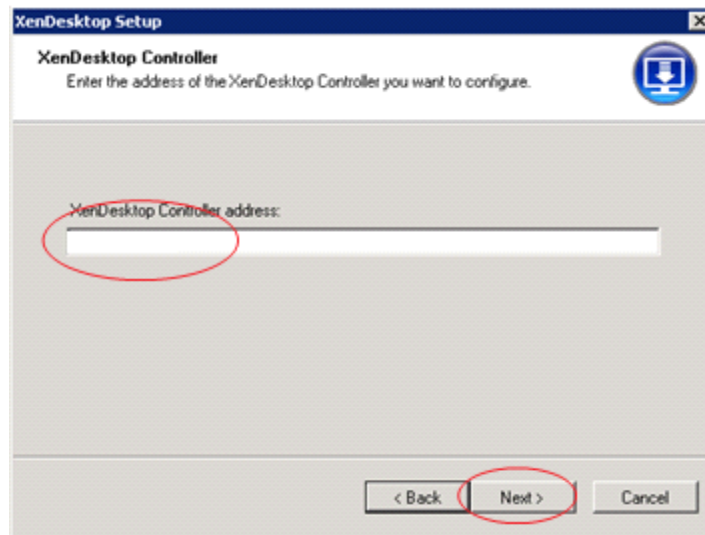 XenDesktop Setup
XenDesktop Controller
Enter the address of the XenDesktop Controller you want to configure.
XenDesktop Controller address:
< Back Next > Cancel